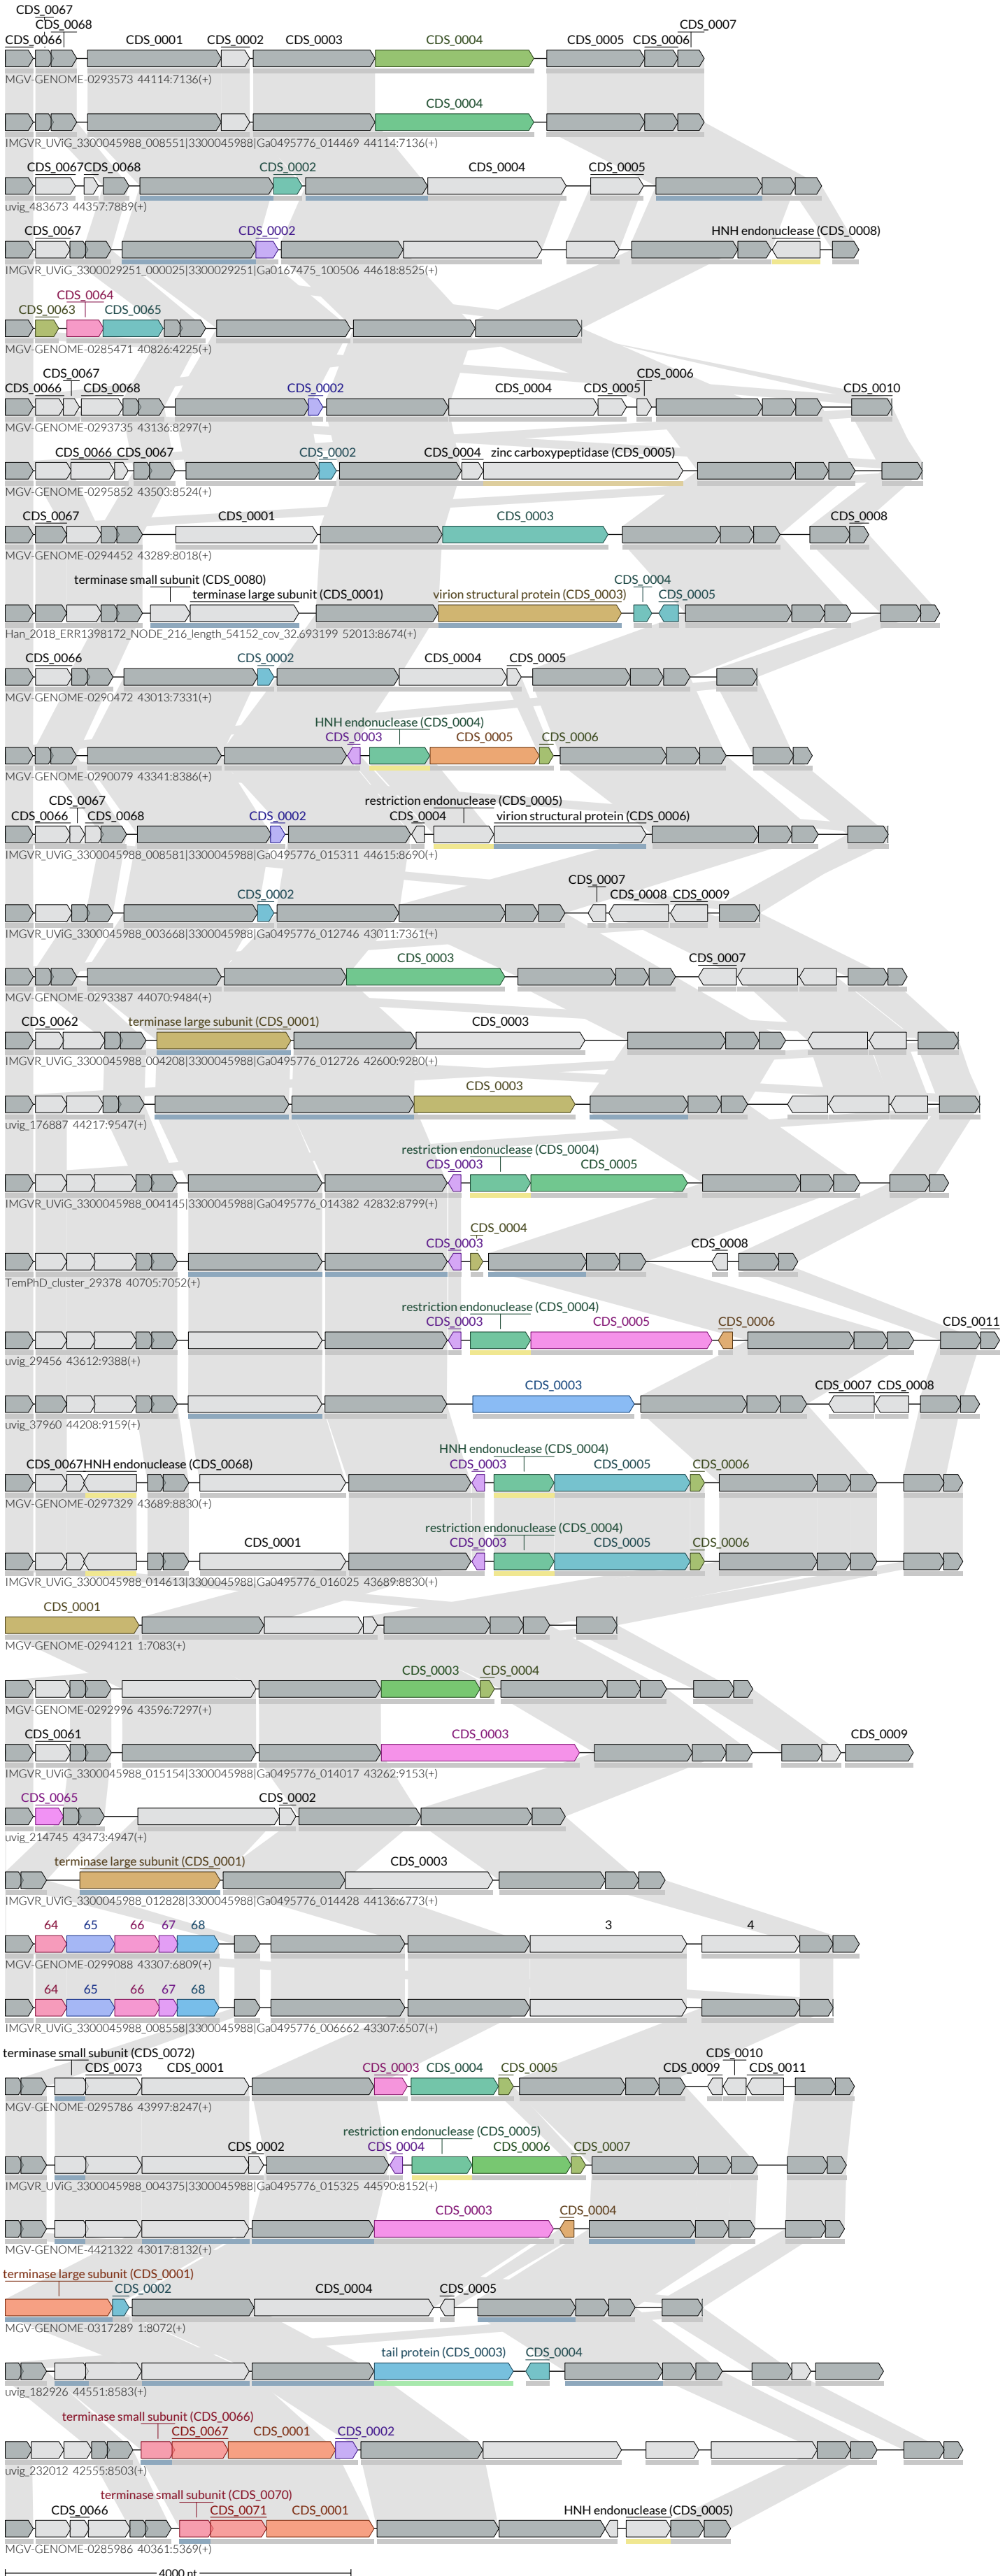 CDS_0067
CDS_0068
CDS_0066 CDS_0001 CDS_0002 CDS_0003 CDS_0004 CDS_0005 CDS_0006 CDS_0007
MGV-GENOME-0293573 44114:7136(+)
CDS_0004
IMGVR_UViG_3300045988_008551|3300045988|Ga0495776_014469 44114:7136(+)
CDS_0067 CDS_0068 CDS_0002 CDS_0004 CDS_0005
uvig_483673 44357:7889(+)
CDS_0067 CDS_0002 HNH endonuclease (CDS_0008)
IMGVR_UViG_3300029251_000025|3300029251|Ga0167475_100506 44618:8525(+)
CDS_0064
CDS_0063 CDS_0065
MGV-GENOME-0285471 40826:4225(+)
CDS_0067 CDS_0006
CDS_0066 CDS_0068 CDS_0002 CDS_0004 CDS_0005 CDS_0010
MGV-GENOME-0293735 43136:8297(+)
CDS_0066 CDS_0067 CDS_0002 CDS_0004 zinc carboxypeptidase (CDS_0005)
MGV-GENOME-0295852 43503:8524(+)
CDS_0067 CDS_0001 CDS_0003 CDS_0008
MGV-GENOME-0294452 43289:8018(+)
terminase small subunit (CDS_0080) CDS_0004
terminase large subunit (CDS_0001) virion structural protein (CDS_0003) CDS_0005
Han_2018_ERR1398172_NODE_216_length_54152_cov_32.693199 52013:8674(+)
CDS_0066 CDS_0002 CDS_0004 CDS_0005
MGV-GENOME-0290472 43013:7331(+)
HNH endonuclease (CDS_0004)
CDS_0003 CDS_0005 CDS_0006
MGV-GENOME-0290079 43341:8386(+)
CDS_0067 restriction endonuclease (CDS_0005)
CDS_0066 CDS_0068 CDS_0002 CDS_0004 virion structural protein (CDS_0006)
IMGVR_UViG_3300045988_008581|3300045988|Ga0495776_015311 44615:8690(+)
CDS_0007
CDS_0002 CDS_0008 CDS_0009
IMGVR_UViG_3300045988_003668|3300045988|Ga0495776_012746 43011:7361(+)
CDS_0003 CDS_0007
MGV-GENOME-0293387 44070:9484(+)
CDS_0062 terminase large subunit (CDS_0001) CDS_0003
IMGVR_UViG_3300045988_004208|3300045988|Ga0495776_012726 42600:9280(+)
CDS_0003
uvig_176887 44217:9547(+)
restriction endonuclease (CDS_0004)
CDS_0003 CDS_0005
IMGVR_UViG_3300045988_004145|3300045988|Ga0495776_014382 42832:8799(+)
CDS_0004
CDS_0003 CDS_0008
TemPhD_cluster_29378 40705:7052(+)
restriction endonuclease (CDS_0004)
CDS_0003 CDS_0005 CDS_0006 CDS_0011
uvig_29456 43612:9388(+)
CDS_0003 CDS_0007 CDS_0008
uvig_37960 44208:9159(+)
HNH endonuclease (CDS_0004)
CDS_0067 HNH endonuclease (CDS_0068) CDS_0003 CDS_0005 CDS_0006
MGV-GENOME-0297329 43689:8830(+)
restriction endonuclease (CDS_0004)
CDS_0001 CDS_0003 CDS_0005 CDS_0006
IMGVR_UViG_3300045988_014613|3300045988|Ga0495776_016025 43689:8830(+)
CDS_0001
MGV-GENOME-0294121 1:7083(+)
CDS_0003 CDS_0004
MGV-GENOME-0292996 43596:7297(+)
CDS_0061 CDS_0003 CDS_0009
IMGVR_UViG_3300045988_015154|3300045988|Ga0495776_014017 43262:9153(+)
CDS_0065 CDS_0002
uvig_214745 43473:4947(+)
terminase large subunit (CDS_0001) CDS_0003
IMGVR_UViG_3300045988_012828|3300045988|Ga0495776_014428 44136:6773(+)
64 65 66 67 68 3 4
MGV-GENOME-0299088 43307:6809(+)
64 65 66 67 68
IMGVR_UViG_3300045988_008558|3300045988|Ga0495776_006662 43307:6507(+)
terminase small subunit (CDS_0072) CDS_0010
CDS_0073 CDS_0001 CDS_0003 CDS_0004 CDS_0005 CDS_0009 CDS_0011
MGV-GENOME-0295786 43997:8247(+)
restriction endonuclease (CDS_0005)
CDS_0002 CDS_0004 CDS_0006 CDS_0007
IMGVR_UViG_3300045988_004375|3300045988|Ga0495776_015325 44590:8152(+)
CDS_0003 CDS_0004
MGV-GENOME-4421322 43017:8132(+)
terminase large subunit (CDS_0001)
CDS_0002 CDS_0004 CDS_0005
MGV-GENOME-0317289 1:8072(+)
tail protein (CDS_0003) CDS_0004
uvig_182926 44551:8583(+)
terminase small subunit (CDS_0066)
CDS_0067 CDS_0001 CDS_0002
uvig_232012 42555:8503(+)
terminase small subunit (CDS_0070)
CDS_0066 CDS_0071 CDS_0001 HNH endonuclease (CDS_0005)
MGV-GENOME-0285986 40361:5369(+)
4000 nt